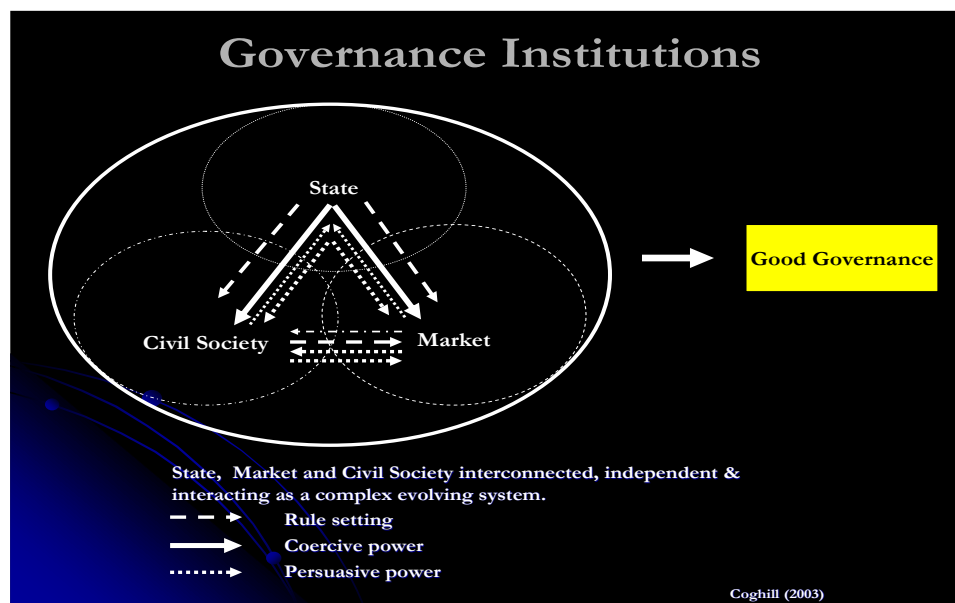 Governance Institutions
State
Good Governance
Civil Society
Market
State, Market and Civil Society interconnected, independent &
interacting as a complex evolving system.
Rule setting
Coercive power
Persuasive power
Coghill (2003)